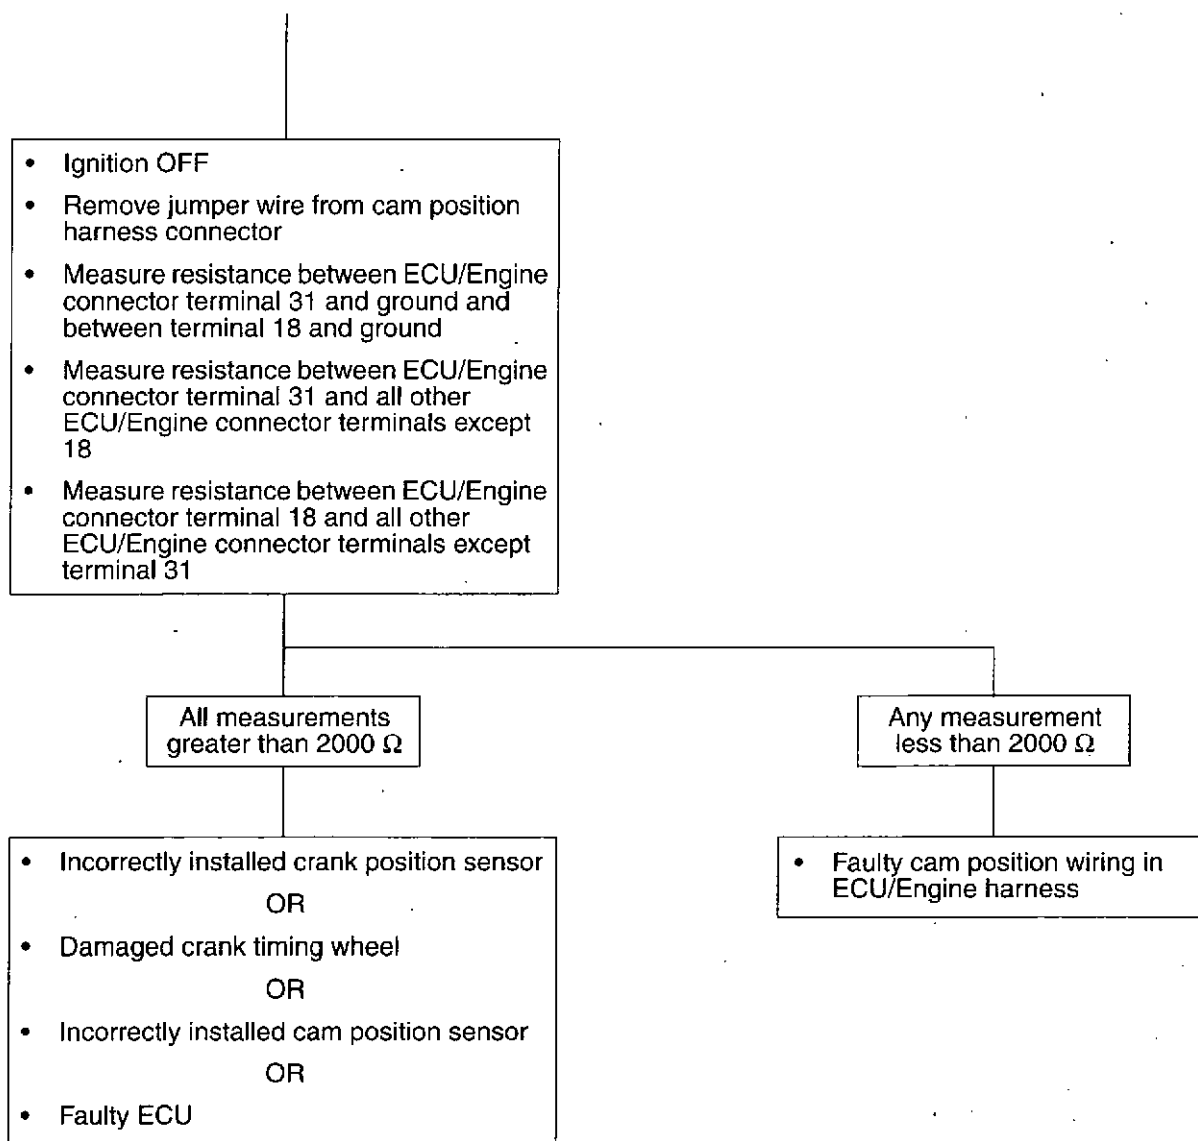 • Ignition OFF
• Remove jumper wire from cam position
harness connector
• Measure resistance between ECU/Engine
connector terminal 31 and ground and
between terminal 18 and ground
• Measure resistance between ECU/Engine
connector terminal 31 and all other
ECU/Engine connector terminals except
18
• Measure resistance between ECU/Engine
connector terminal 18 and all other
ECU/Engine connector terminals except
terminal 31
All measurements
greater than 2000 Ω
Any measurement
less than 2000 Ω
• Incorrectly installed crank position sensor
OR
• Damaged crank timing wheel
OR
• Incorrectly installed cam position sensor
OR
• Faulty ECU
• Faulty cam position wiring in
ECU/Engine harness